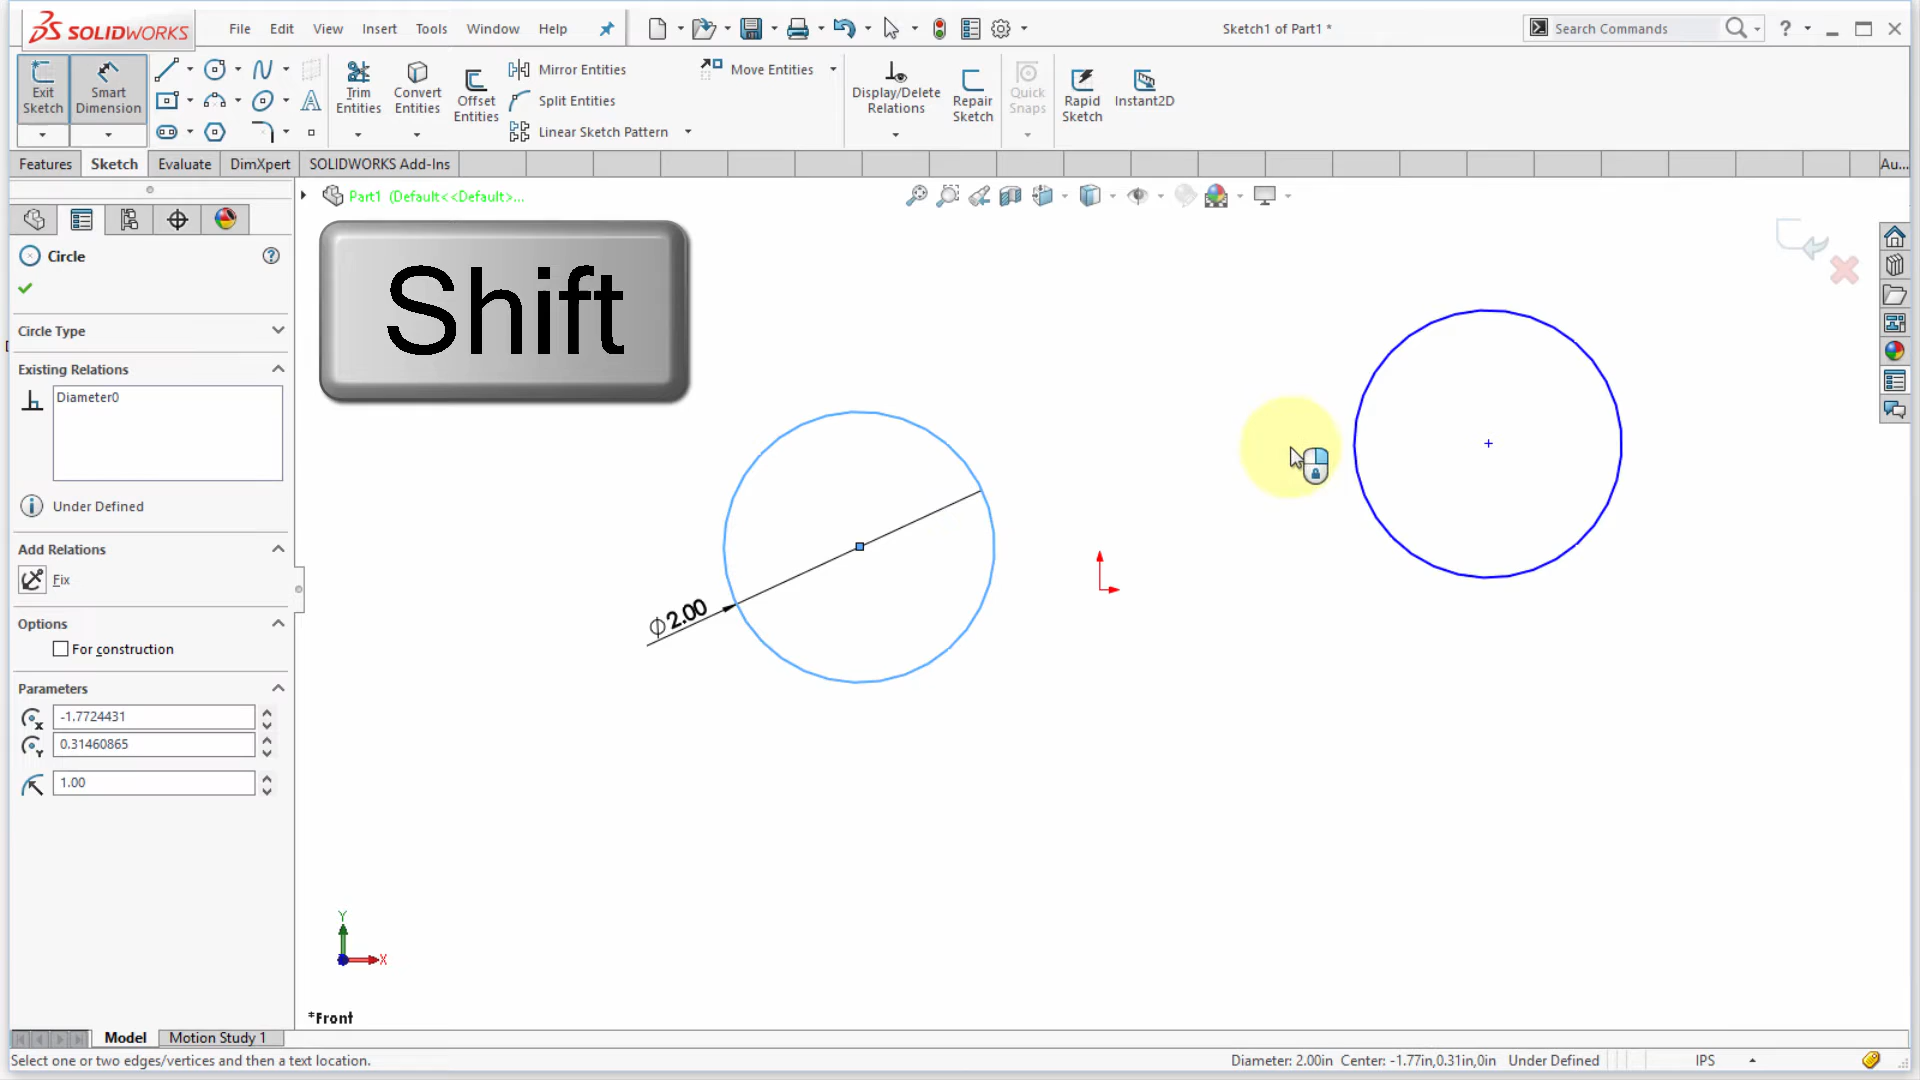 SOLIDWORKS
File Edit View Insert Tools Window Help
Sketch1 of Part1 *
Search Commands
?
Exit Sketch
Smart Dimension
Trim Entities
Convert Entities
Offset Entities
Mirror Entities
Split Entities
Linear Sketch Pattern
Move Entities
Display/Delete Relations
Repair Sketch
Quick Snaps
Rapid Sketch
Instant2D
Features Sketch Evaluate DimXpert SOLIDWORKS Add-Ins
Au...
Part1 (Default<<Default>...
Circle
Circle Type
Existing Relations
Diameter0
Under Defined
Add Relations
Fix
Options
For construction
Parameters
-1.7724431
0.31460865
1.00
Shift
⌀2.00
Y
X
*Front
Model Motion Study 1
Select one or two edges/vertices and then a text location.
Diameter: 2.00in Center: -1.77in,0.31in,0in Under Defined IPS